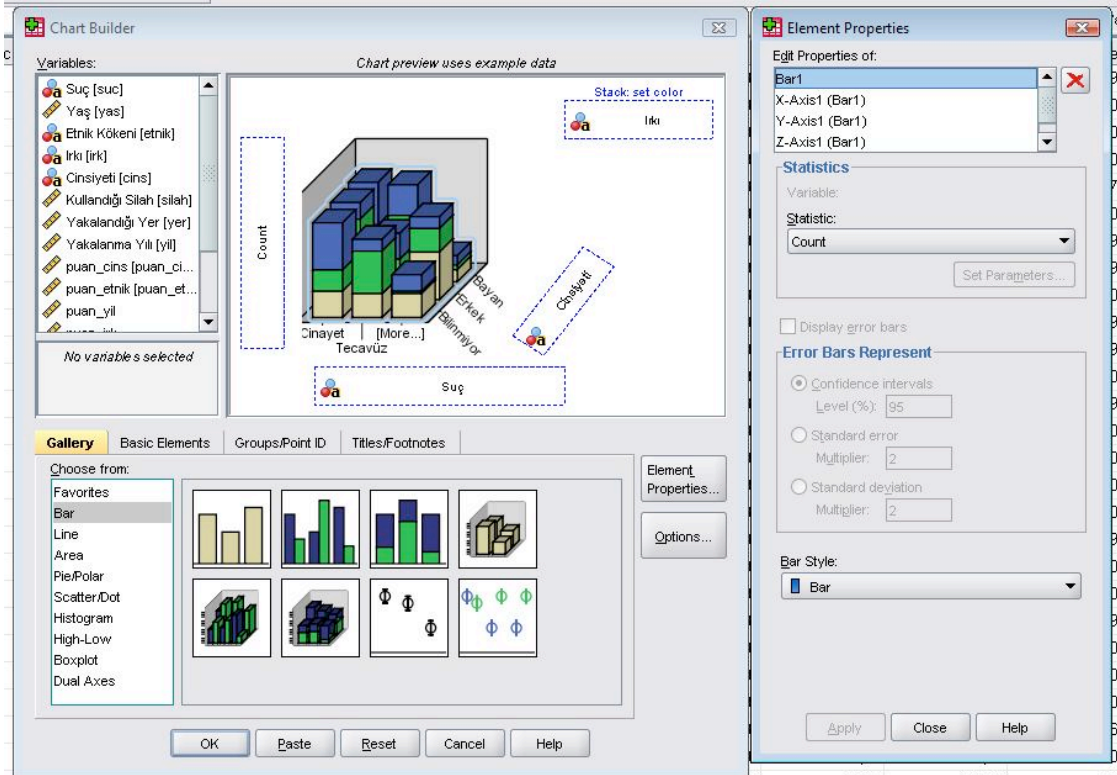 Chart Builder
Variables:
Suç [suc]
Yaş [yas]
Etnik Kökeni [etnik]
Irkı [irk]
Cinsiyeti [cins]
Kullandığı Silah [silah]
Yakalandığı Yer [yer]
Yakalanma Yılı [yil]
puan_cins [puan_ci...
puan_etnik [puan_et...
puan_yil
No variables selected
Chart preview uses example data
Stack: set color
Irkı
Count
Cinsiyeti
Bayan
Erkek
Bilinmiyor
Cinayet
[More...]
Tecavüz
Suç
Gallery
Basic Elements
Groups/Point ID
Titles/Footnotes
Choose from:
Favorites
Bar
Line
Area
Pie/Polar
Scatter/Dot
Histogram
High-Low
Boxplot
Dual Axes
Element
Properties...
Options...
OK
Paste
Reset
Cancel
Help
Element Properties
Edit Properties of:
Bar1
X-Axis1 (Bar1)
Y-Axis1 (Bar1)
Z-Axis1 (Bar1)
Statistics
Variable:
Statistic:
Count
Set Parameters...
Display error bars
Error Bars Represent
Confidence intervals
Level (%): 95
Standard error
Multiplier: 2
Standard deviation
Multiplier: 2
Bar Style:
Bar
Apply
Close
Help